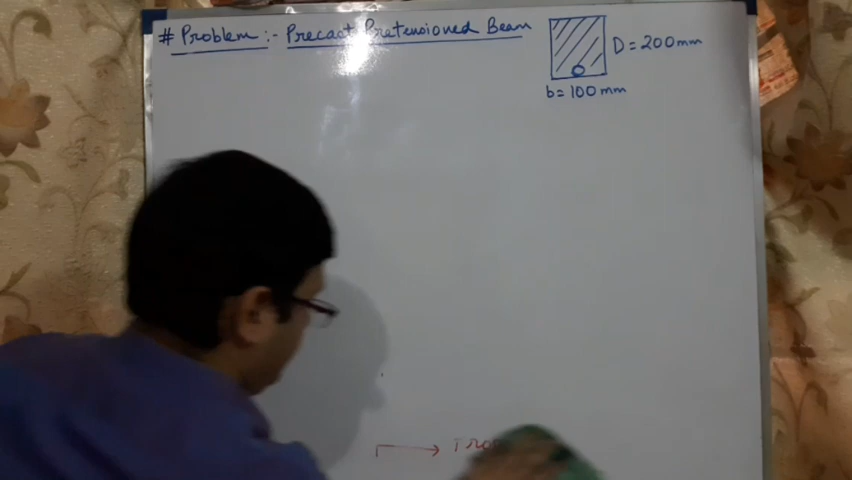 # Problem :- Precast Pretensioned Beam
D = 200mm
b = 100 mm